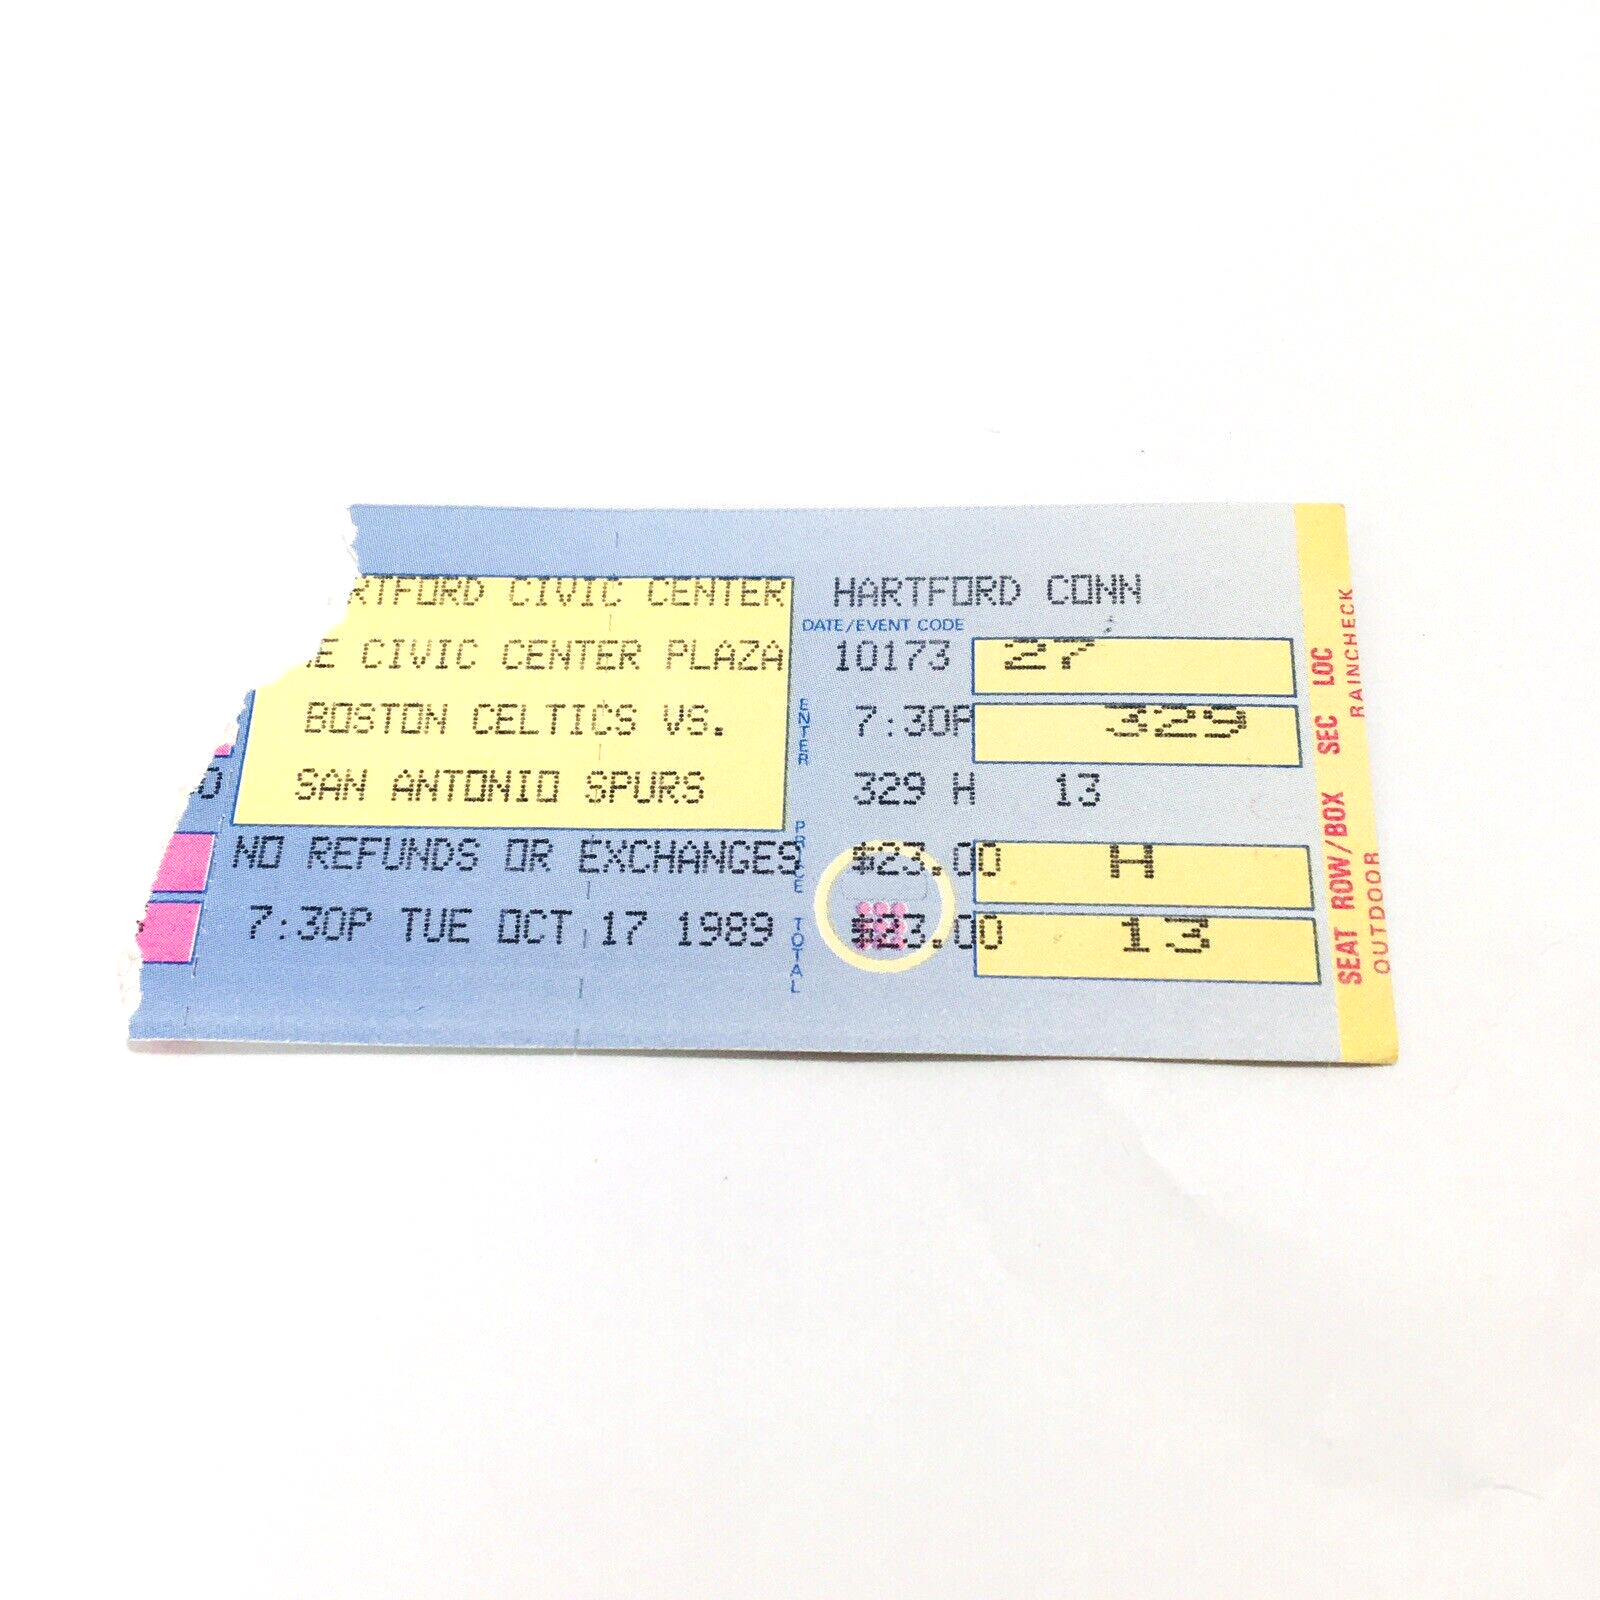 RTFORD CIVIC CENTER
E CIVIC CENTER PLAZA
BOSTON CELTICS VS.
SAN ANTONIO SPURS
NO REFUNDS OR EXCHANGES
7:30P TUE OCT 17 1989
HARTFORD CONN
DATE/EVENT CODE
10173 27
ENTER
7:30P 329
329 H 13
PRICE
$23.00 H
TOTAL
$23.00 13
SEAT ROW/BOX SEC LOC
OUTDOOR RAINCHECK